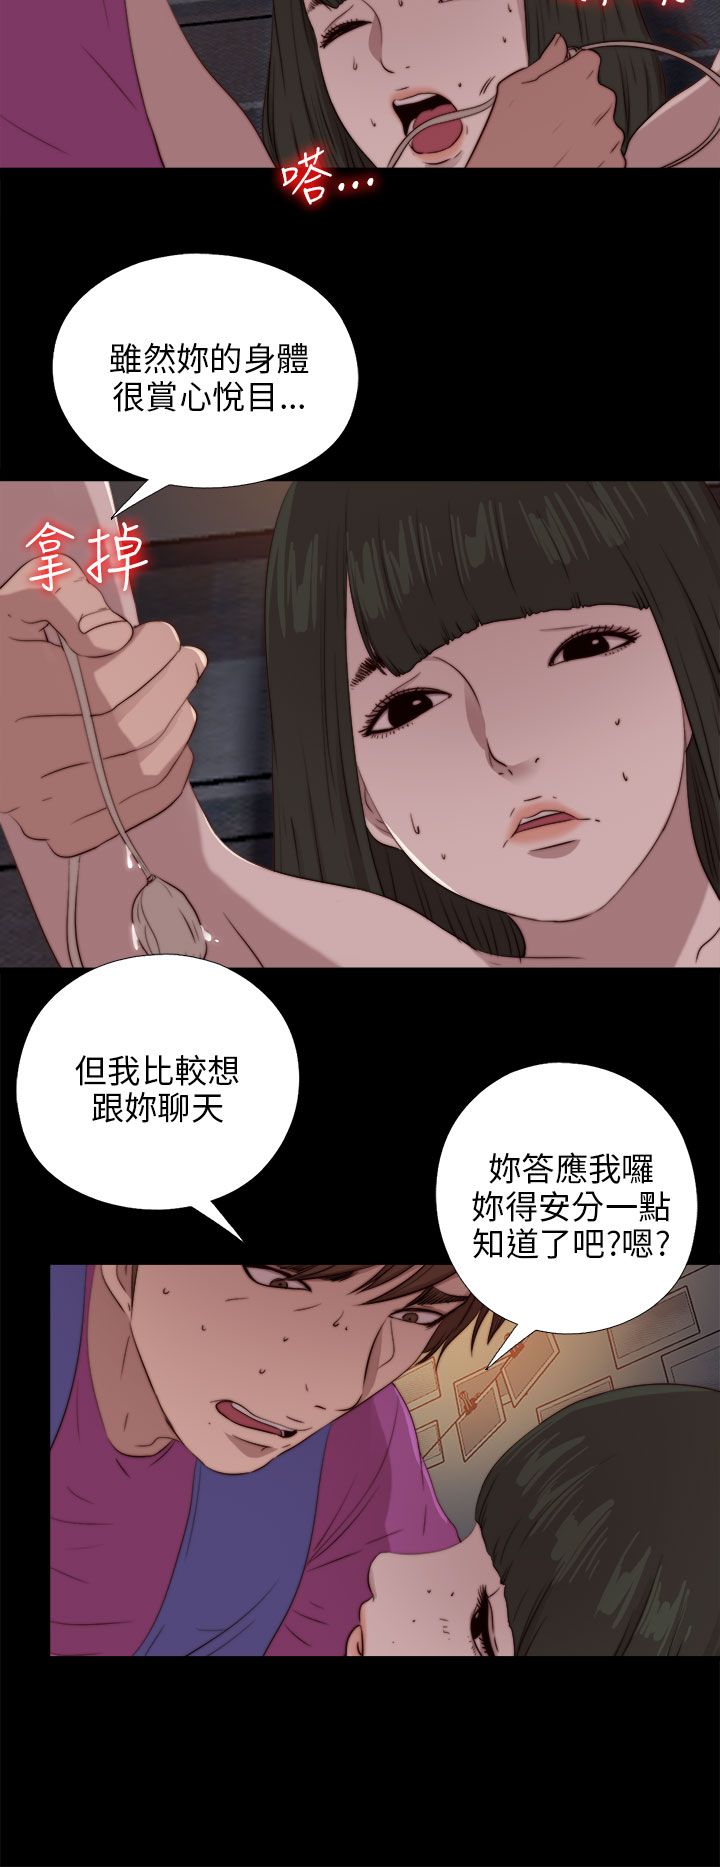 嗒...
雖然妳的身體
很賞心悅目...
拿掉
但我比較想
跟妳聊天
妳答應我囉
妳得安分一點
知道了吧?嗯?